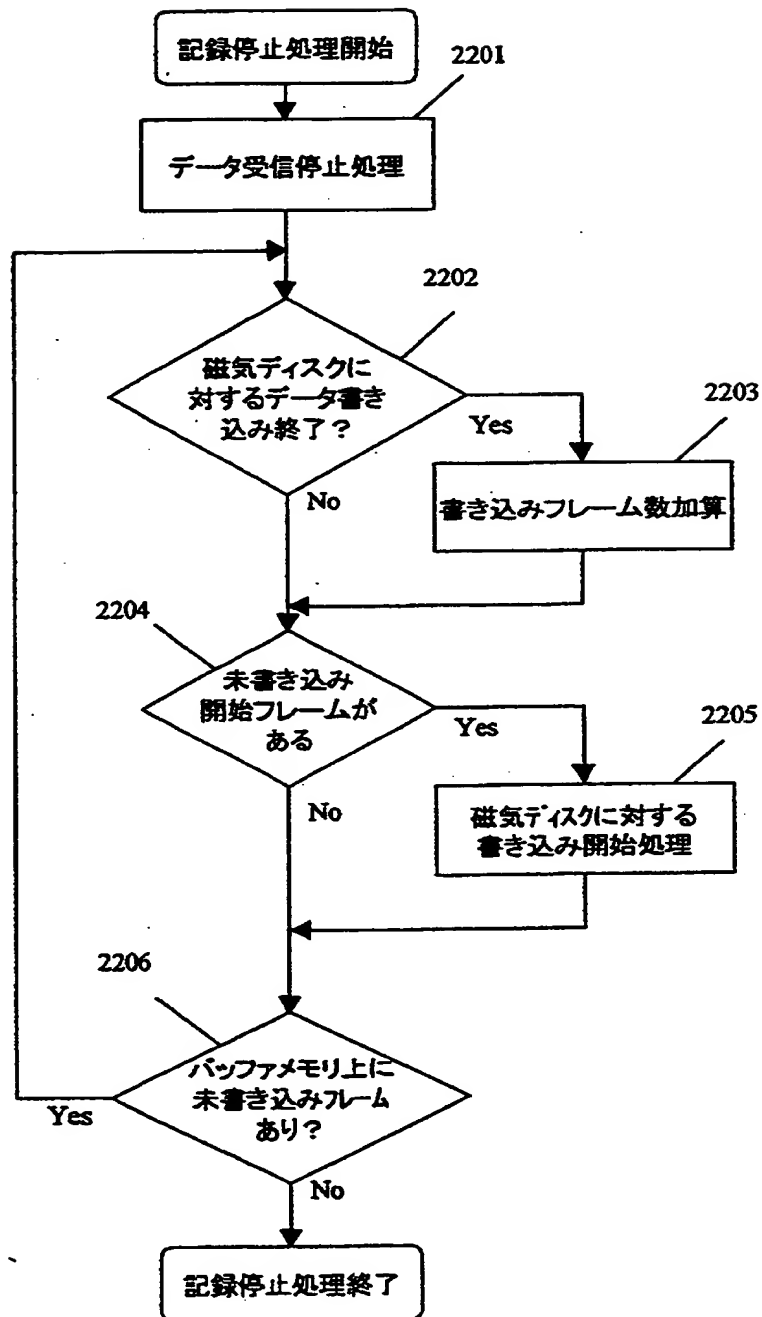 記録停止処理開始
2201
データ受信停止処理
2202
磁気ディスクに
対するデータ書き
込み終了？
Yes
2203
書き込みフレーム数加算
No
2204
未書き込み
開始フレームが
ある
Yes
2205
磁気ディスクに対する
書き込み開始処理
No
2206
バッファメモリ上に
未書き込みフレーム
あり？
Yes
No
記録停止処理終了